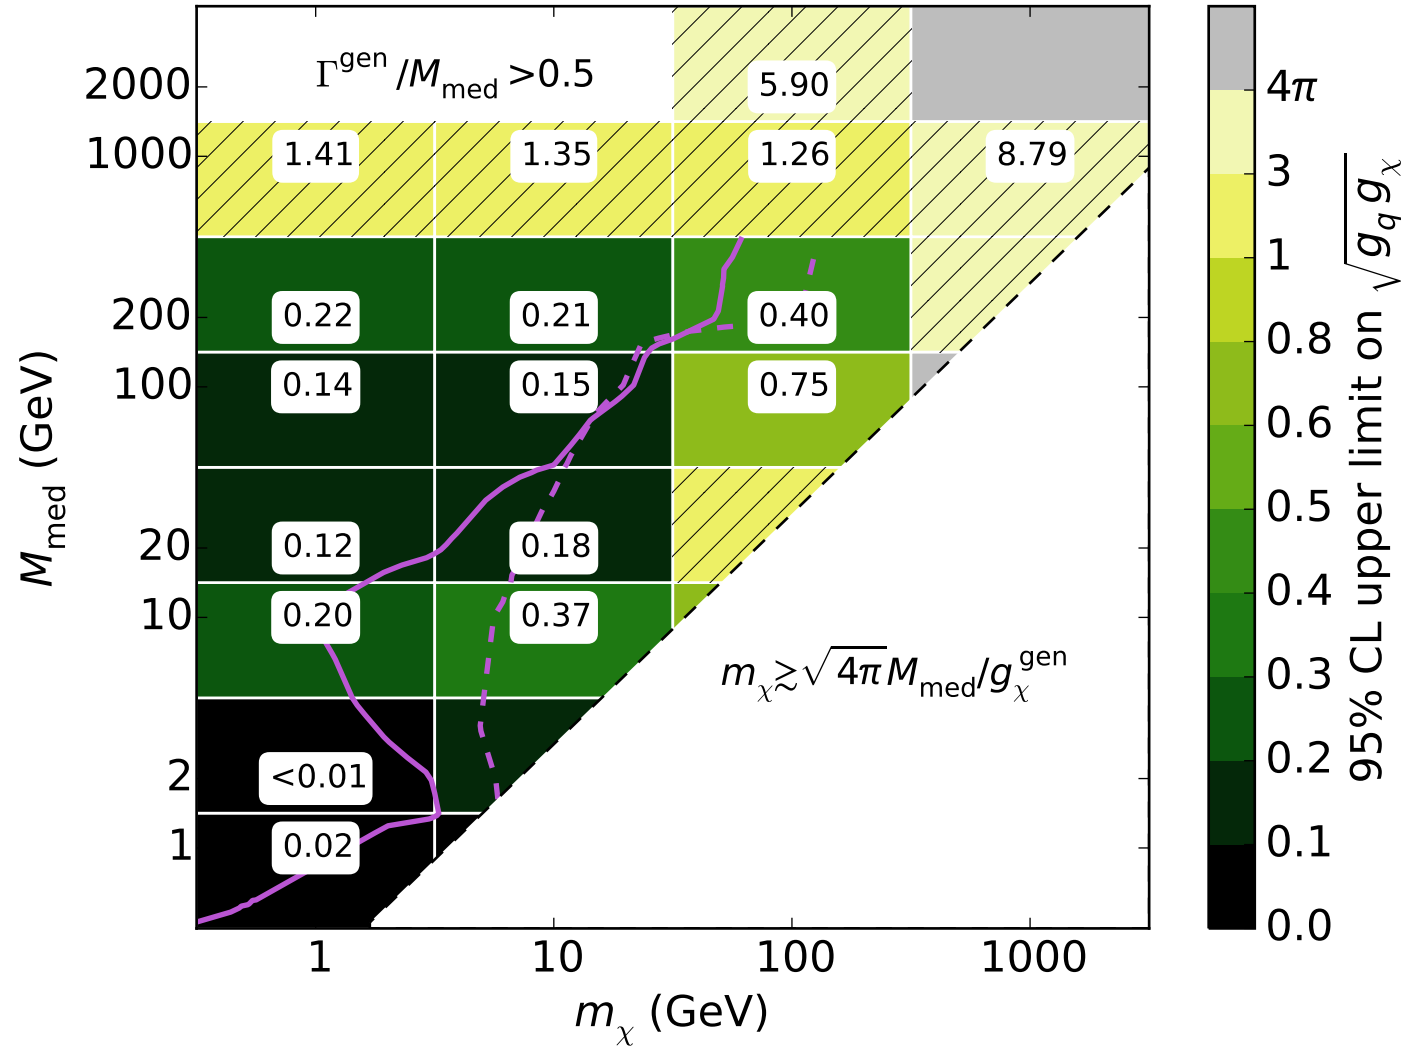 Γ^gen/M_med >0.5
5.90
1.41 1.35 1.26 8.79
0.22 0.21 0.40
0.14 0.15 0.75
0.12 0.18
0.20 0.37
<0.01
0.02
m_χ≳√4π M_med/g_χ^gen
2000
1000
200
100
20
10
2
1
M_med (GeV)
1 10 100 1000
m_χ (GeV)
4π
3
1
0.8
0.6
0.5
0.4
0.3
0.2
0.1
0.0
95% CL upper limit on √g_q g_χ